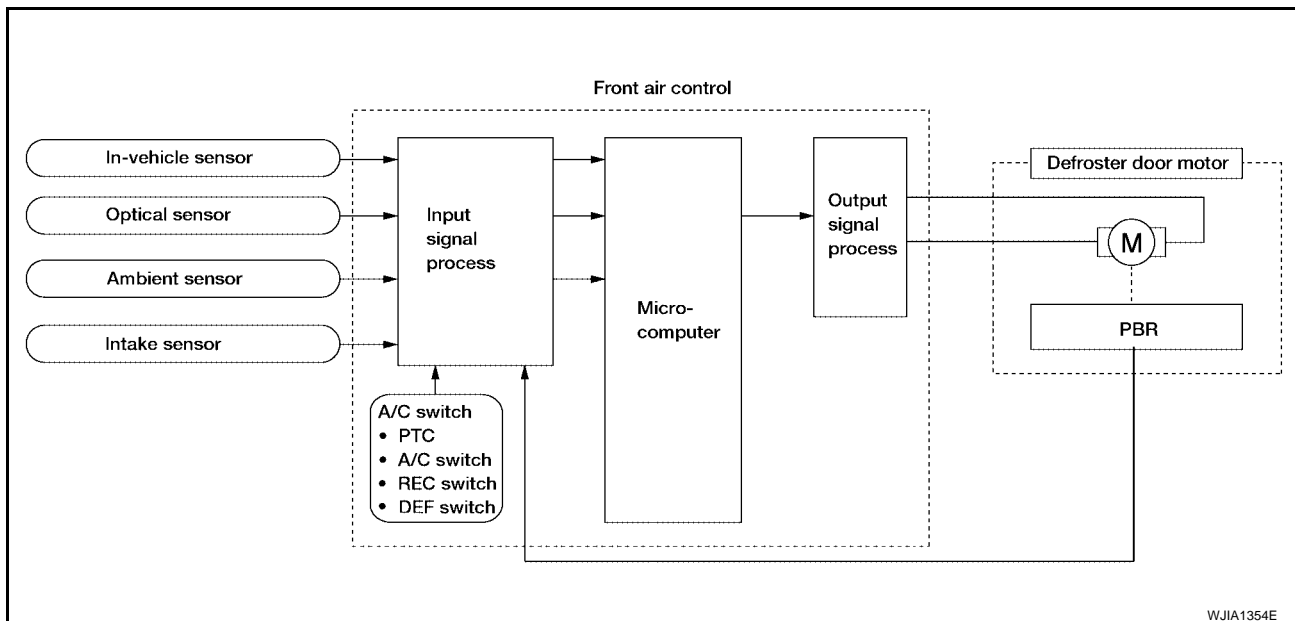 Front air control
In-vehicle sensor
Optical sensor
Ambient sensor
Intake sensor
Input
signal
process
A/C switch
• PTC
• A/C switch
• REC switch
• DEF switch
Micro-
computer
Output
signal
process
Defroster door motor
M
PBR
WJIA1354E